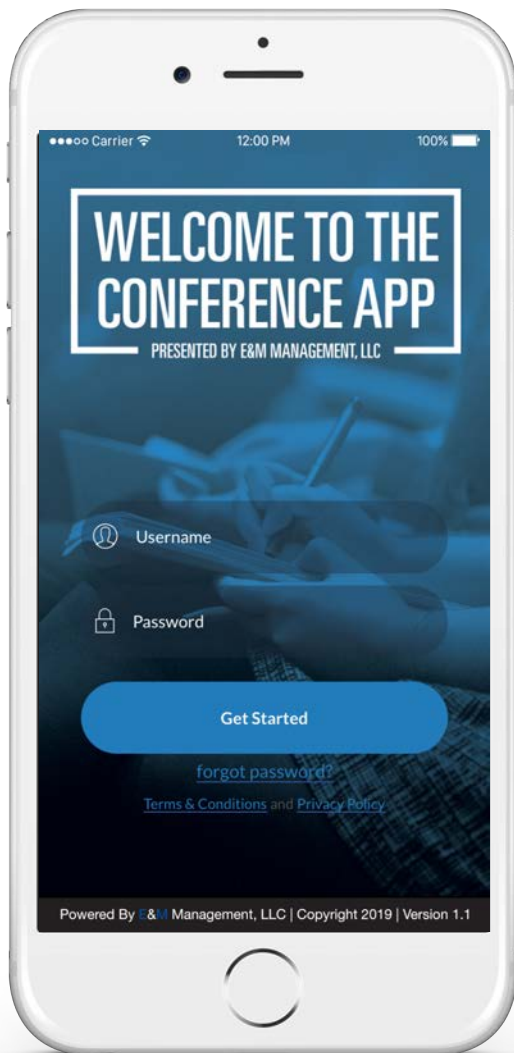 ●●●○○ Carrier 12:00 PM 100%
WELCOME TO THE
CONFERENCE APP
PRESENTED BY E&M MANAGEMENT, LLC
Username
Password
Get Started
forgot password?
Terms & Conditions and Privacy Policy
Powered By E&M Management, LLC | Copyright 2019 | Version 1.1